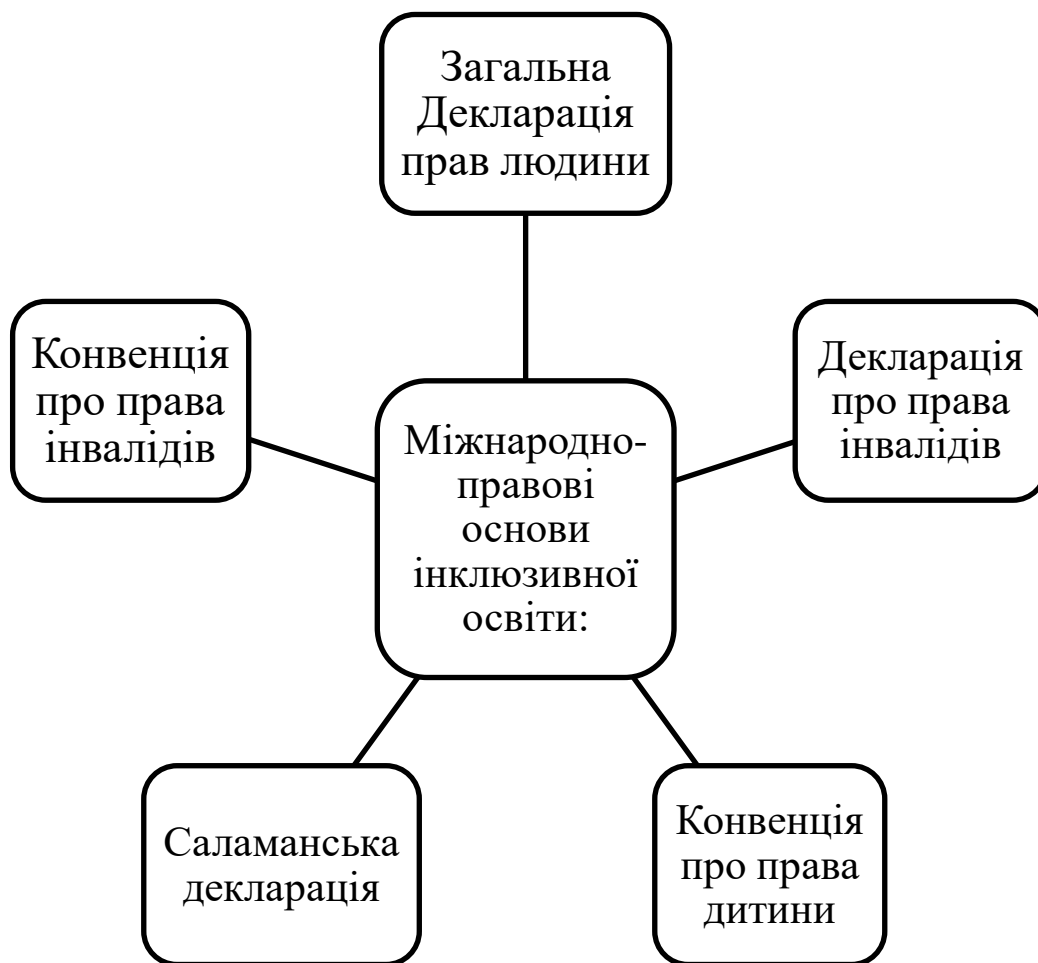 Загальна
Декларація
прав людини
Конвенція
про права
інвалідів
Декларація
про права
інвалідів
Міжнародно-
правові
основи
інклюзивної
освіти:
Саламанська
декларація
Конвенція
про права
дитини